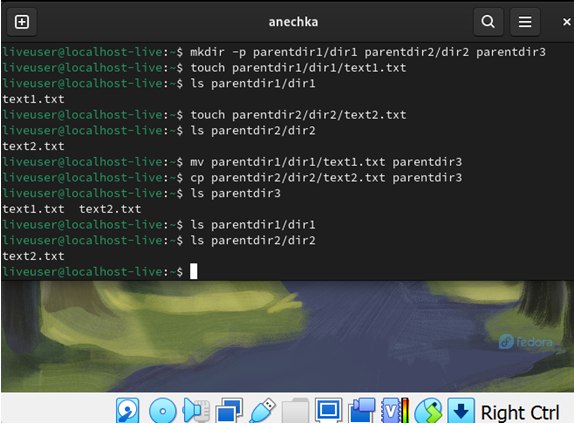 anechka
liveuser@localhost-live:~$ mkdir -p parentdir1/dir1 parentdir2/dir2 parentdir3
liveuser@localhost-live:~$ touch parentdir1/dir1/text1.txt
liveuser@localhost-live:~$ ls parentdir1/dir1
text1.txt
liveuser@localhost-live:~$ touch parentdir2/dir2/text2.txt
liveuser@localhost-live:~$ ls parentdir2/dir2
text2.txt
liveuser@localhost-live:~$ mv parentdir1/dir1/text1.txt parentdir3
liveuser@localhost-live:~$ cp parentdir2/dir2/text2.txt parentdir3
liveuser@localhost-live:~$ ls parentdir3
text1.txt  text2.txt
liveuser@localhost-live:~$ ls parentdir1/dir1
liveuser@localhost-live:~$ ls parentdir2/dir2
text2.txt
liveuser@localhost-live:~$
fedora
Right Ctrl